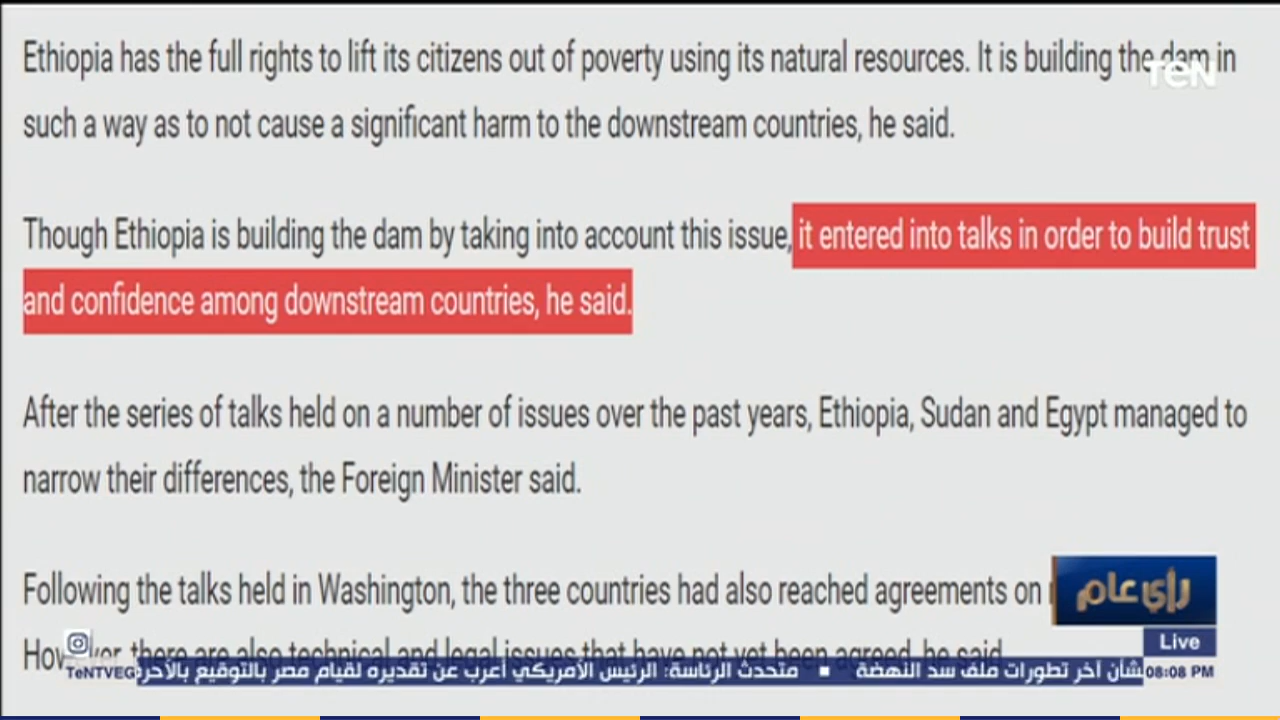 Ethiopia has the full rights to lift its citizens out of poverty using its natural resources. It is building the dam in
TeN
such a way as to not cause a significant harm to the downstream countries, he said.
Though Ethiopia is building the dam by taking into account this issue, it entered into talks in order to build trust
and confidence among downstream countries, he said.
After the series of talks held on a number of issues over the past years, Ethiopia, Sudan and Egypt managed to
narrow their differences, the Foreign Minister said.
Following the talks held in Washington, the three countries had also reached agreements on
رأي عام
Live
However, there are also technical and legal issues that have not yet been agreed, he said.
TeNTVEG
بشأن آخر تطورات ملف سد النهضة ■ متحدث الرئاسة: الرئيس الأمريكي أعرب عن تقديره لقيام مصر بالتوقيع بالأحر
08:08 PM